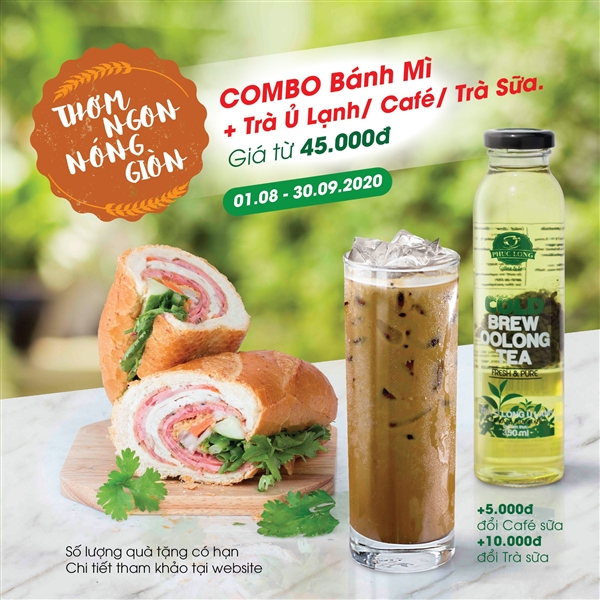 THƠM
NGON
NÓNG
GIÒN
COMBO Bánh Mì
+ Trà Ủ Lạnh/ Café/ Trà Sữa.
Giá từ 45.000đ
01.08 - 30.09.2020
PHUC LONG
COLD
BREW
OOLONG
TEA
FRESH & PURE
350 ml
+5.000đ
đổi Café sữa
+10.000đ
đổi Trà sữa
Số lượng quà tặng có hạn
Chi tiết tham khảo tại website